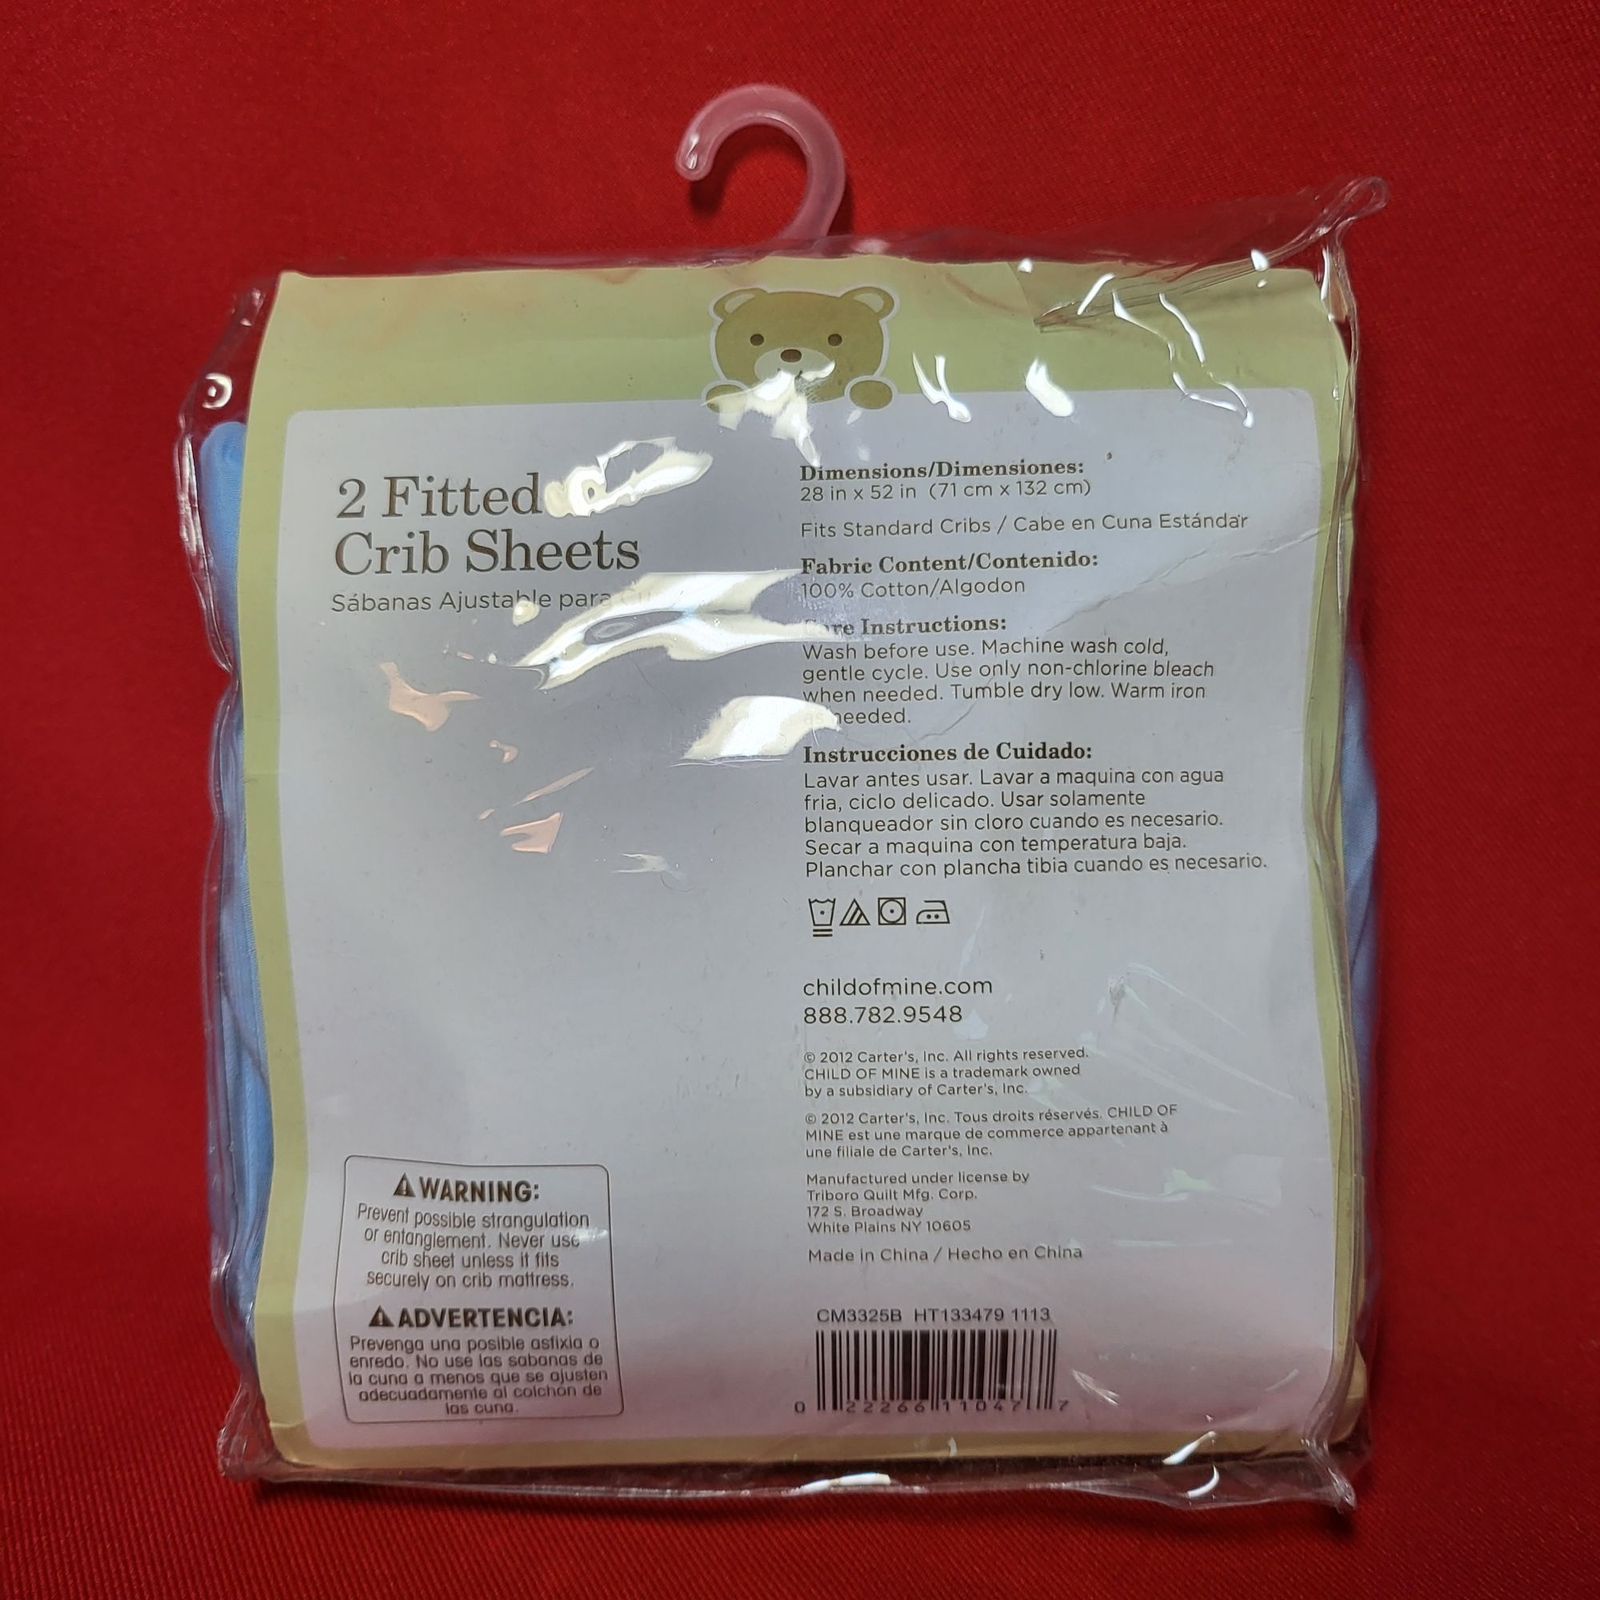 2 Fitted
Crib Sheets
Sábanas Ajustable para
Dimensions/Dimensiones:
28 in x 52 in (71 cm x 132 cm)
Fits Standard Cribs / Cabe en Cuna Estándar
Fabric Content/Contenido:
100% Cotton/Algodon
Care Instructions:
Wash before use. Machine wash cold,
gentle cycle. Use only non-chlorine bleach
when needed. Tumble dry low. Warm iron
as needed.
Instrucciones de Cuidado:
Lavar antes usar. Lavar a maquina con agua
fria, ciclo delicado. Usar solamente
blanqueador sin cloro cuando es necesario.
Secar a maquina con temperatura baja.
Planchar con plancha tibia cuando es necesario.
childofmine.com
888.782.9548
© 2012 Carter's, Inc. All rights reserved.
CHILD OF MINE is a trademark owned
by a subsidiary of Carter's, Inc.
© 2012 Carter's, Inc. Tous droits réservés. CHILD OF
MINE est une marque de commerce appartenant à
une filiale de Carter's, Inc.
Manufactured under license by
Triboro Quilt Mfg. Corp.
172 S. Broadway
White Plains NY 10605
Made in China / Hecho en China
WARNING:
Prevent possible strangulation
or entanglement. Never use
crib sheet unless it fits
securely on crib mattress.
ADVERTENCIA:
Prevenga una posible asfixia o
enredo. No use las sabanas de
la cuna a menos que se ajusten
adecuadamente al colchon de
las cuna.
CM3325B HT133479 1113
0 22266 11047 7